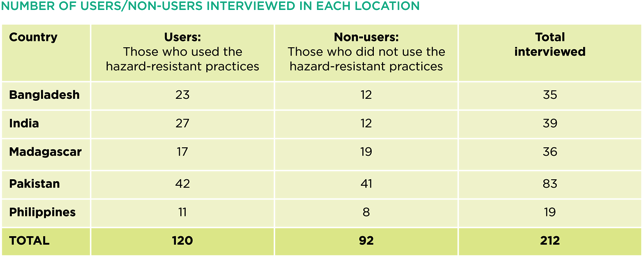 NUMBER OF USERS/NON-USERS INTERVIEWED IN EACH LOCATION
Country Users: Non-users: Total
Those who used the Those who did not use the interviewed
hazard-resistant practices hazard-resistant practices
Bangladesh 23 12 35
India 27 12 39
Madagascar 17 19 36
Pakistan 42 41 83
Philippines 11 8 19
TOTAL 120 92 212